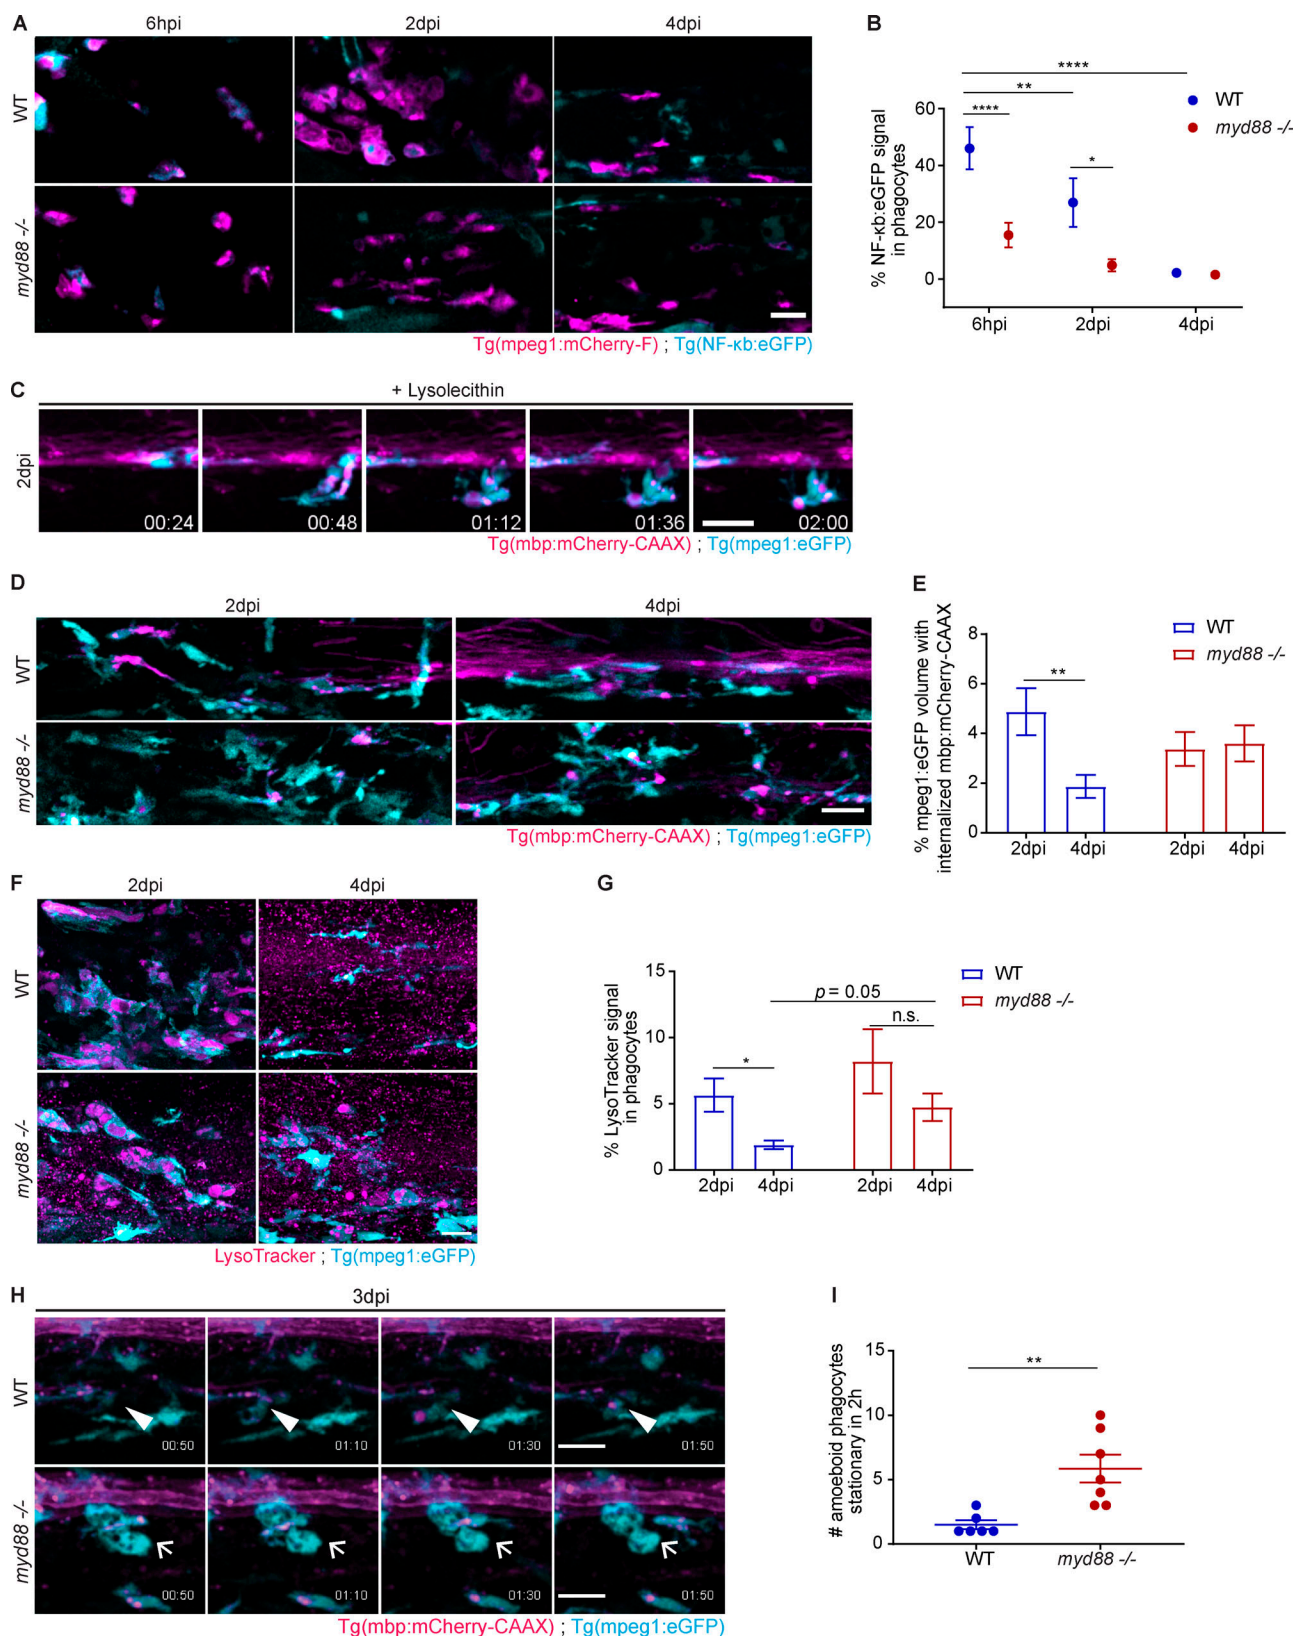 A
6hpi
2dpi
4dpi
WT
myd88 -/-
Tg(mpeg1:mCherry-F) ; Tg(NF-κb:eGFP)
B
****
**
****
*
WT
myd88 -/-
% NF-κb:eGFP signal
in phagocytes
60
40
20
0
6hpi
2dpi
4dpi
C
+ Lysolecithin
2dpi
00:24
00:48
01:12
01:36
02:00
Tg(mbp:mCherry-CAAX) ; Tg(mpeg1:eGFP)
D
2dpi
4dpi
WT
myd88 -/-
Tg(mbp:mCherry-CAAX) ; Tg(mpeg1:eGFP)
E
% mpeg1:eGFP volume with
internalized mbp:mCherry-CAAX
8
6
4
2
0
**
WT
myd88 -/-
2dpi
4dpi
2dpi
4dpi
F
2dpi
4dpi
WT
myd88 -/-
LysoTracker ; Tg(mpeg1:eGFP)
G
% LysoTracker signal
in phagocytes
15
10
5
0
p = 0.05
n.s.
*
WT
myd88 -/-
2dpi
4dpi
2dpi
4dpi
H
3dpi
WT
00:50
01:10
01:30
01:50
myd88 -/-
00:50
01:10
01:30
01:50
Tg(mbp:mCherry-CAAX) ; Tg(mpeg1:eGFP)
I
# amoeboid phagocytes
stationary in 2h
15
10
5
0
**
WT
myd88 -/-